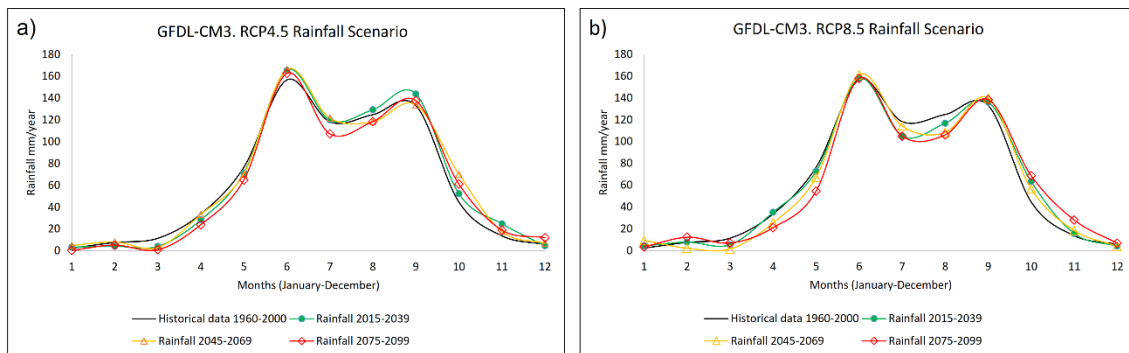 a)
GFDL-CM3. RCP4.5 Rainfall Scenario
Rainfall mm/year
180
160
140
120
100
80
60
40
20
0
1 2 3 4 5 6 7 8 9 10 11 12
Months (January-December)
Historical data 1960-2000 Rainfall 2015-2039
Rainfall 2045-2069 Rainfall 2075-2099
b)
GFDL-CM3. RCP8.5 Rainfall Scenario
Rainfall mm/year
180
160
140
120
100
80
60
40
20
0
1 2 3 4 5 6 7 8 9 10 11 12
Months (January-December)
Historical data 1960-2000 Rainfall 2015-2039
Rainfall 2045-2069 Rainfall 2075-2099